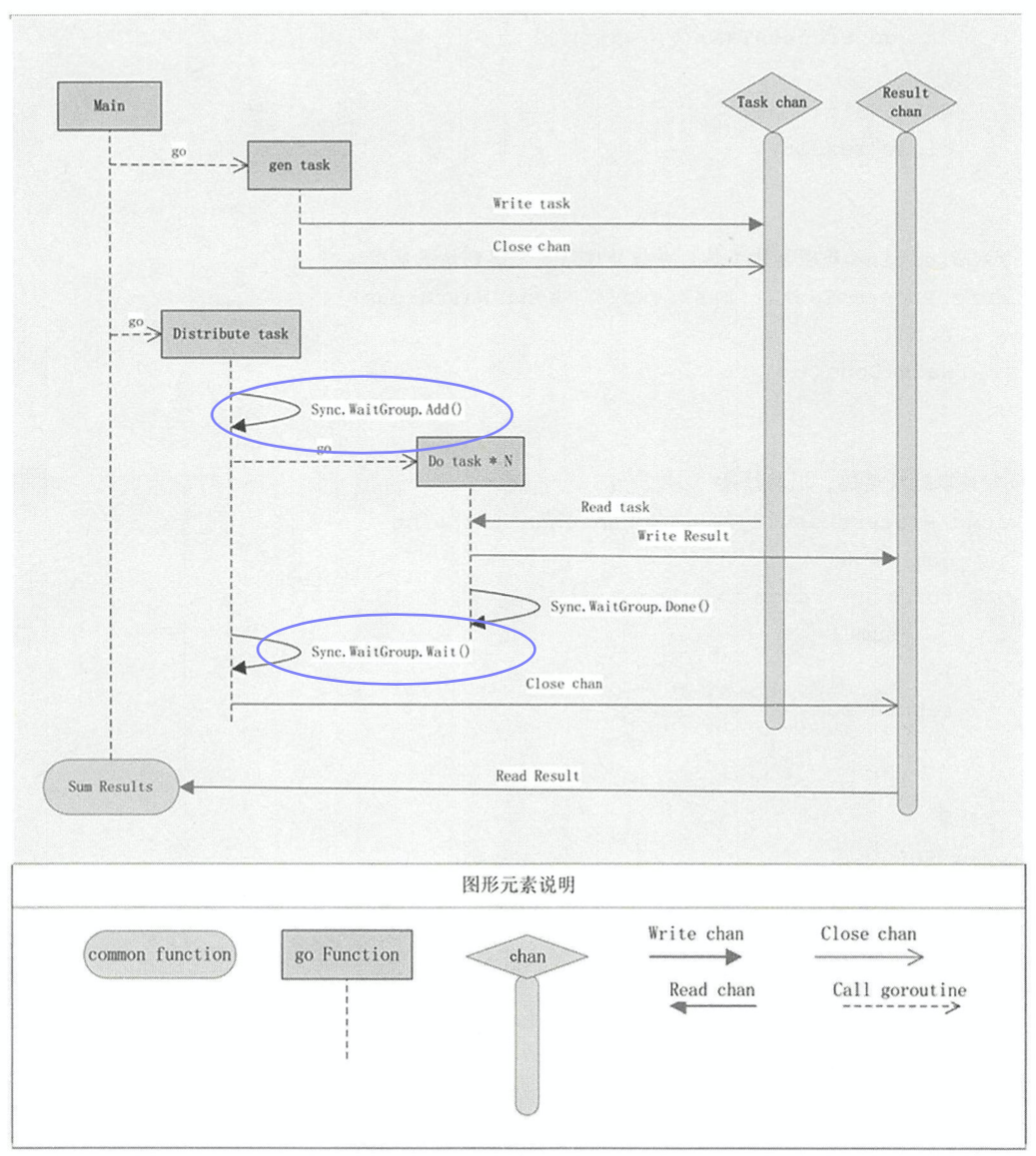 Main
Task chan
Result
chan
go
gen task
Write task
Close chan
go
Distribute task
Sync.WaitGroup.Add()
go
Do task * N
Read task
Write Result
Sync.WaitGroup.Done()
Sync.WaitGroup.Wait()
Close chan
Read Result
Sum Results
图形元素说明
common function
go Function
chan
Write chan
Close chan
Read chan
Call goroutine